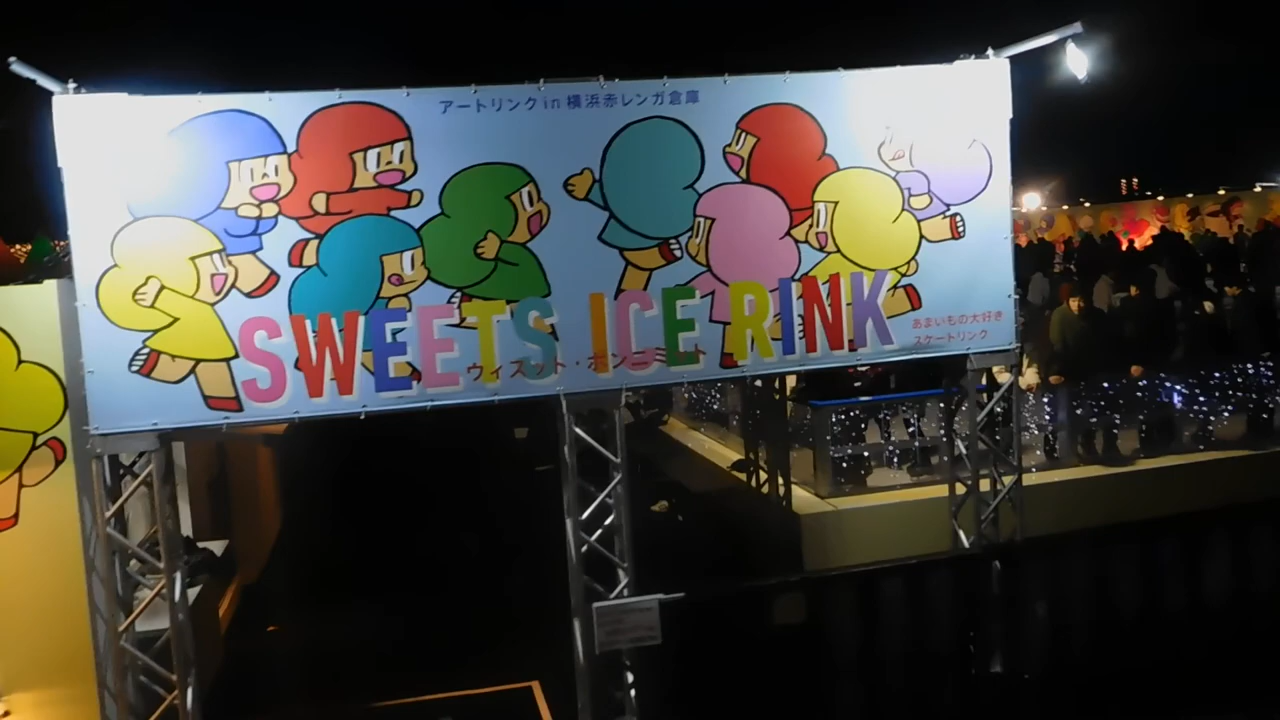 アートリンク in 横浜赤レンガ倉庫
SWEETS ICE RINK
ウィスット・ポンニミット
あまいもの大好き
スケートリンク